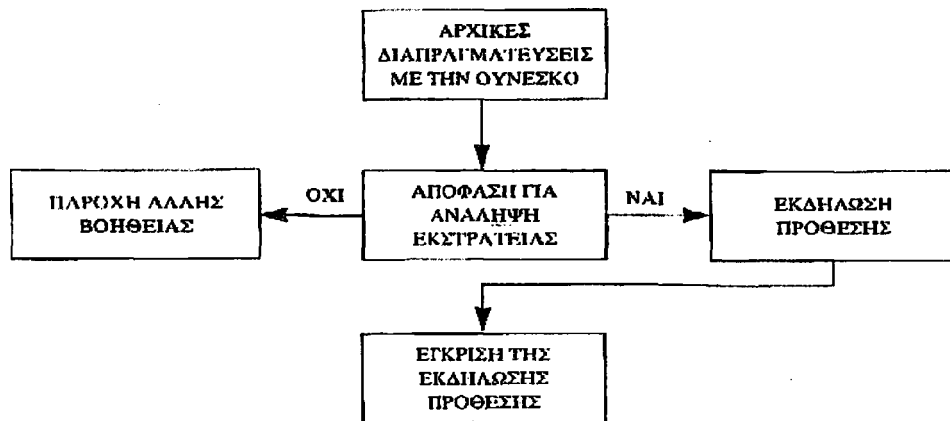 ΑΡΧΙΚΕΣ
ΔΙΑΠΡΑΓΜΑΤΕΥΣΕΙΣ
ΜΕ ΤΗΝ ΟΥΝΕΣΚΟ
ΟΧΙ
ΝΑΙ
ΠΑΡΟΧΗ ΑΛΛΗΣ
ΒΟΗΘΕΙΑΣ
ΑΠΟΦΑΣΗ ΓΙΑ
ΑΝΑΛΗΨΗ
ΕΚΣΤΡΑΤΕΙΑΣ
ΕΚΔΗΛΩΣΗ
ΠΡΟΘΕΣΗΣ
ΕΓΚΡΙΣΗ ΤΗΣ
ΕΚΔΗΛΩΣΗΣ
ΠΡΟΘΕΣΗΣ